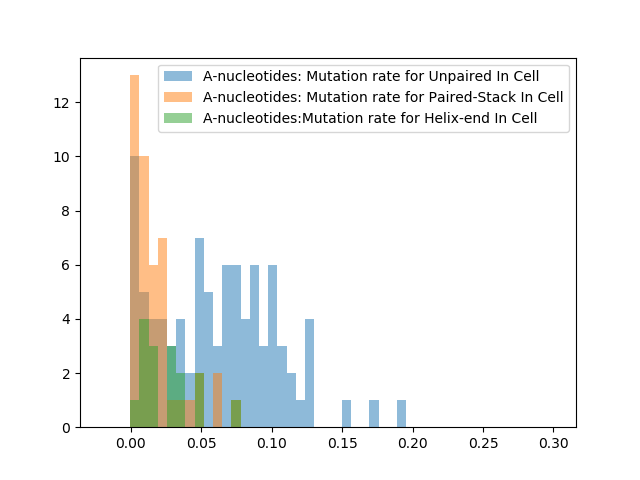 A-nucleotides: Mutation rate for Unpaired In Cell
A-nucleotides: Mutation rate for Paired-Stack In Cell
A-nucleotides:Mutation rate for Helix-end In Cell
12
10
8
6
4
2
0
0.00 0.05 0.10 0.15 0.20 0.25 0.30